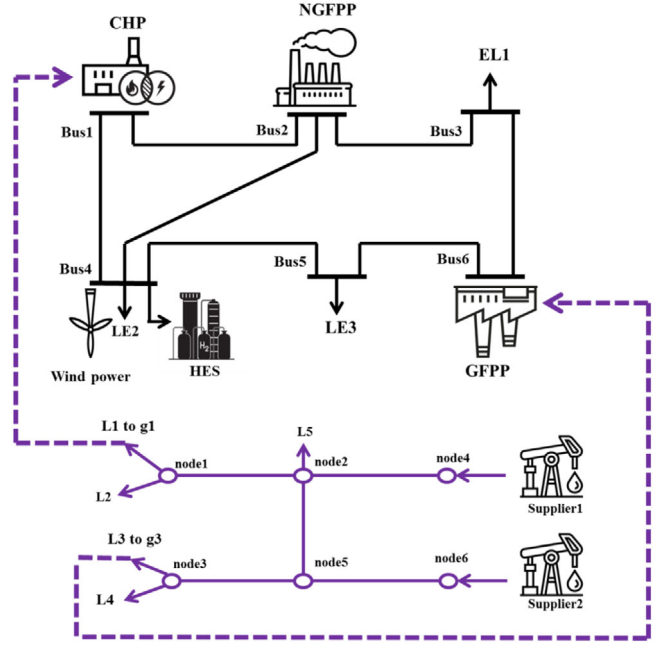 CHP
NGFPP
EL1
Bus1
Bus2
Bus3
Bus4
Bus5
Bus6
LE2
H2
LE3
Wind power
HES
GFPP
L1 to g1
L5
node1
node2
node4
L2
Supplier1
L3 to g3
node3
node5
node6
L4
Supplier2